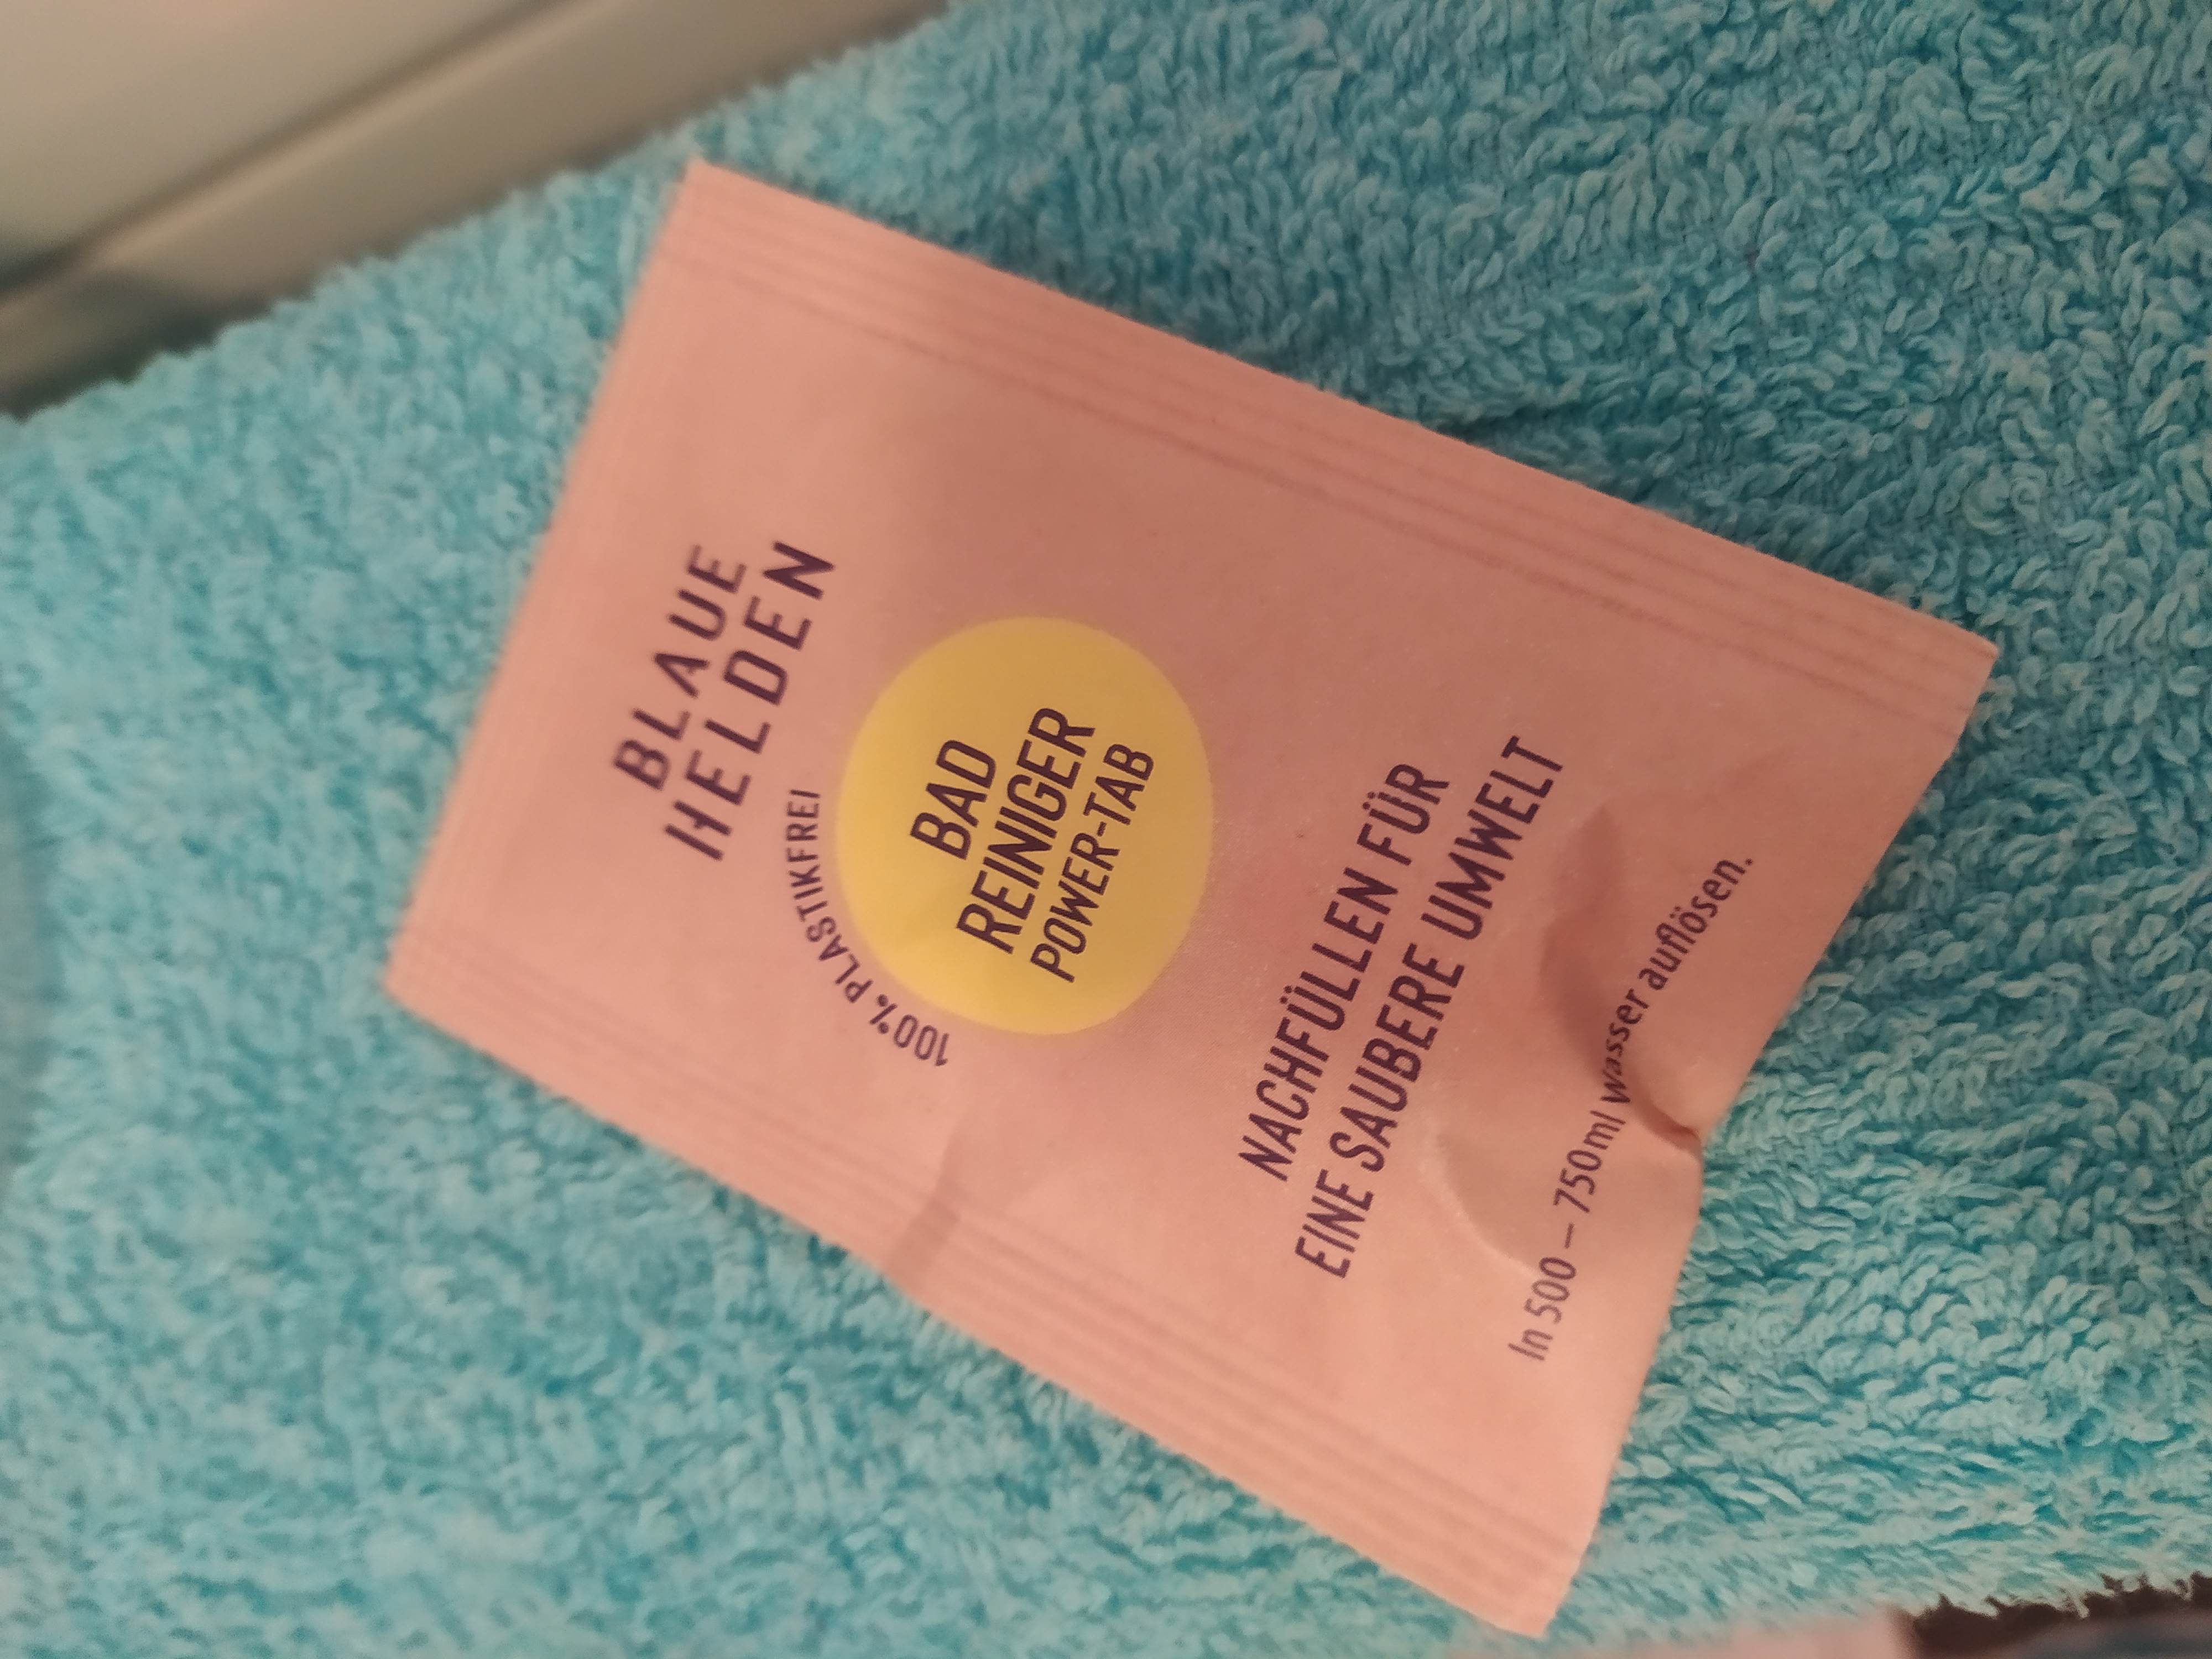 BLAUE
HELDEN
100% PLASTIKFREI
BAD
REINIGER
POWER-TAB
NACHFÜLLEN FÜR
EINE SAUBERE UMWELT
In 500 – 750ml Wasser auflösen.